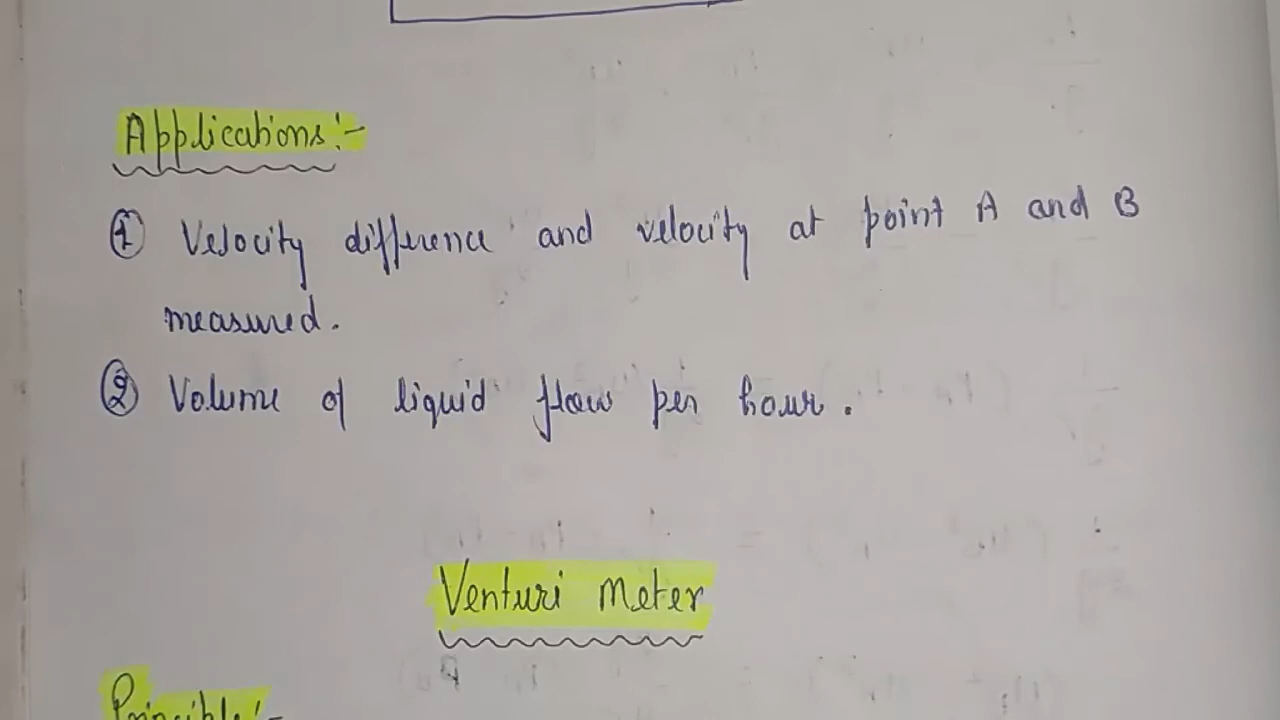 Applications:-
① Velocity difference and velocity at point A and B
measured.
② Volume of liquid flow per hour.
Venturi Meter
Principle:-